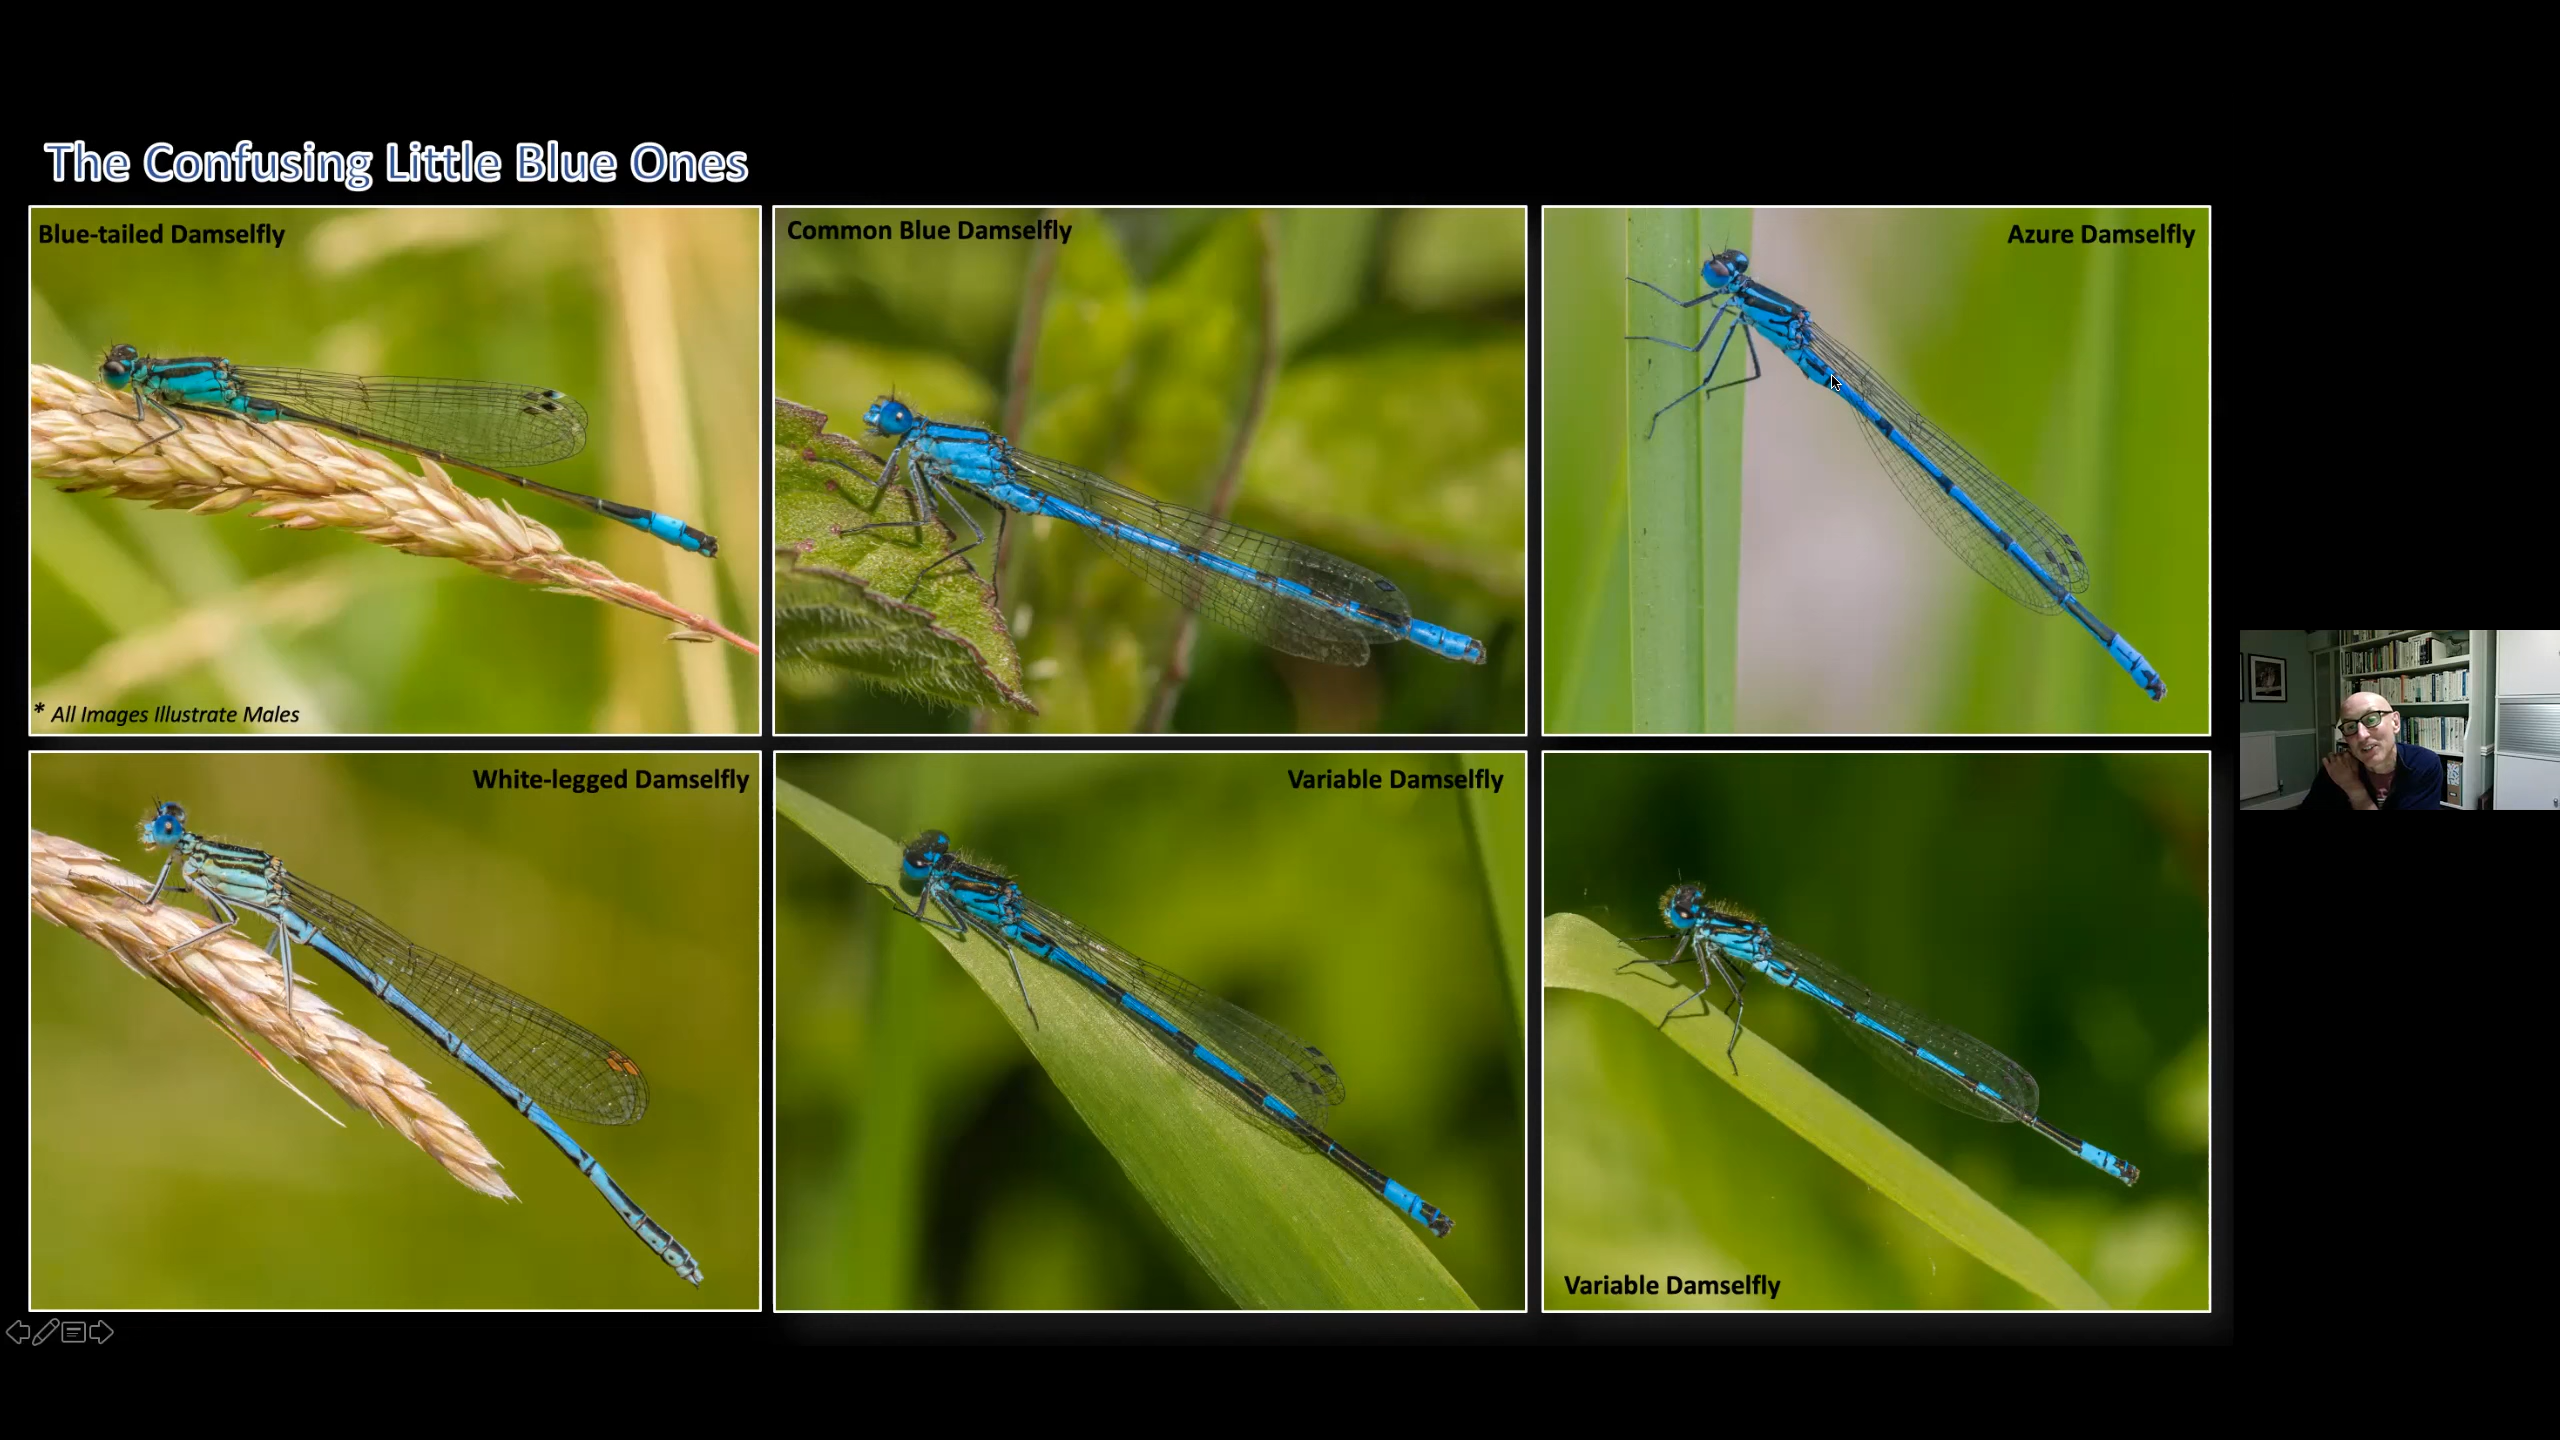 The Confusing Little Blue Ones
Blue-tailed Damselfly
Common Blue Damselfly
Azure Damselfly
* All Images Illustrate Males
White-legged Damselfly
Variable Damselfly
Variable Damselfly